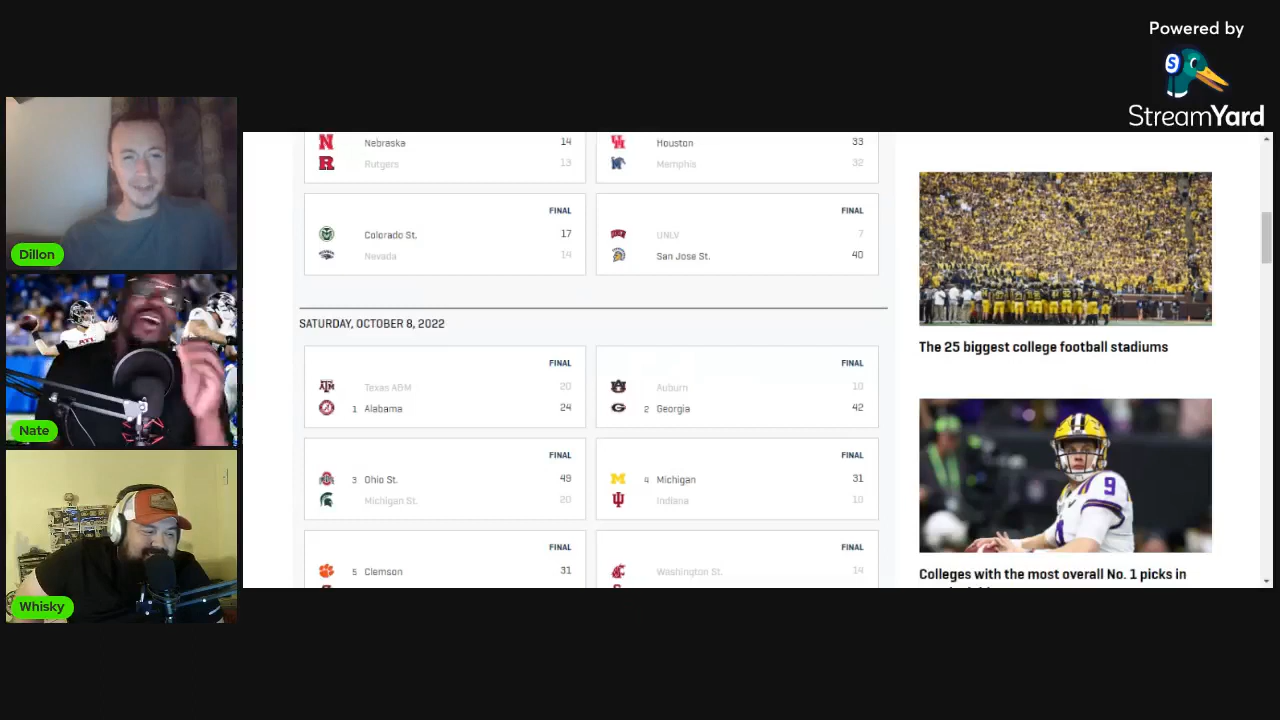 Powered by
StreamYard
Dillon
Nate
Whisky
Nebraska 14
Rutgers 13
Houston 33
Memphis 32
FINAL
Colorado St. 17
Nevada 14
FINAL
UNLV 7
San Jose St. 40
SATURDAY, OCTOBER 8, 2022
FINAL
Texas A&M 20
1 Alabama 24
FINAL
Auburn 10
2 Georgia 42
FINAL
3 Ohio St. 49
Michigan St. 20
FINAL
4 Michigan 31
Indiana 10
FINAL
5 Clemson 31
FINAL
Washington St. 14
The 25 biggest college football stadiums
9
Colleges with the most overall No. 1 picks in